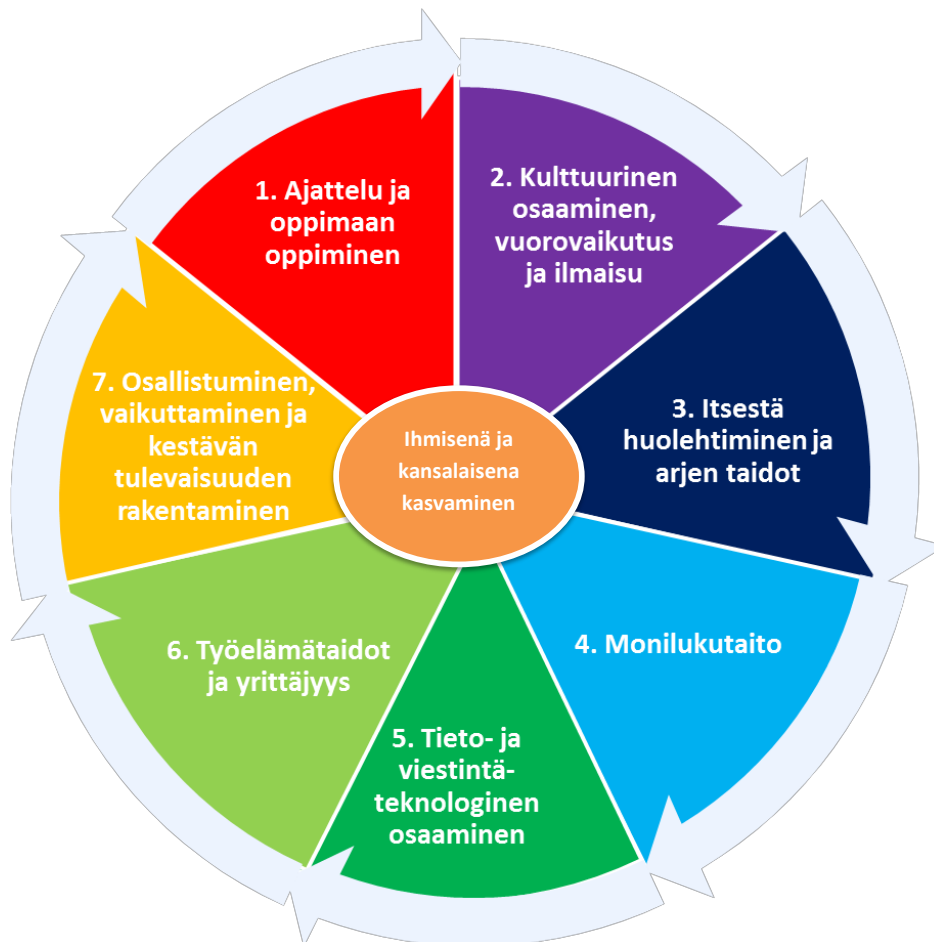 1. Ajattelu ja
oppimaan
oppiminen
2. Kulttuurinen
osaaminen,
vuorovaikutus
ja ilmaisu
3. Itsestä
huolehtiminen ja
arjen taidot
4. Monilukutaito
5. Tieto- ja
viestintä-
teknologinen
osaaminen
6. Työelämätaidot
ja yrittäjyys
7. Osallistuminen,
vaikuttaminen ja
kestävän
tulevaisuuden
rakentaminen
Ihmisenä ja
kansalaisena
kasvaminen